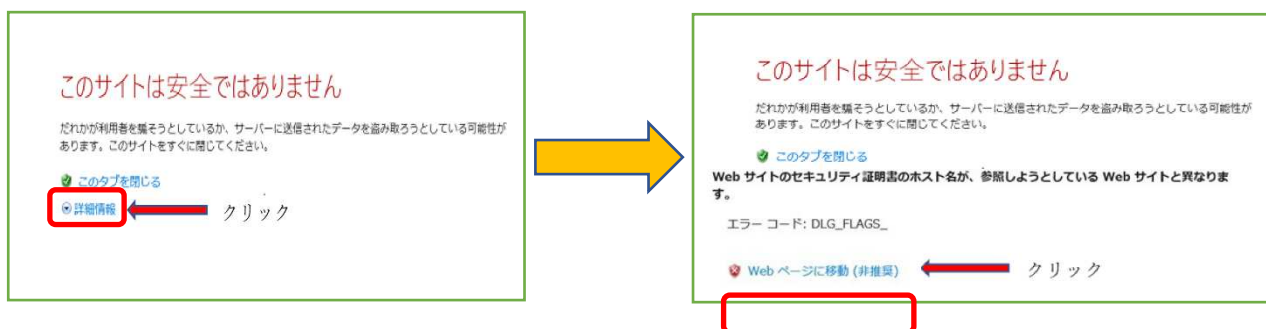 このサイトは安全ではありません
だれかが利用者を騙そうとしているか、サーバーに送信されたデータを盗み取ろうとしている可能性が
あります。このサイトをすぐに閉じてください。
このタブを閉じる
詳細情報
クリック
このサイトは安全ではありません
だれかが利用者を騙そうとしているか、サーバーに送信されたデータを盗み取ろうとしている可能性が
あります。このサイトをすぐに閉じてください。
このタブを閉じる
Web サイトのセキュリティ証明書のホスト名が、参照しようとしている Web サイトと異なりま
す。
エラー コード: DLG_FLAGS_
Web ページに移動 (非推奨)
クリック